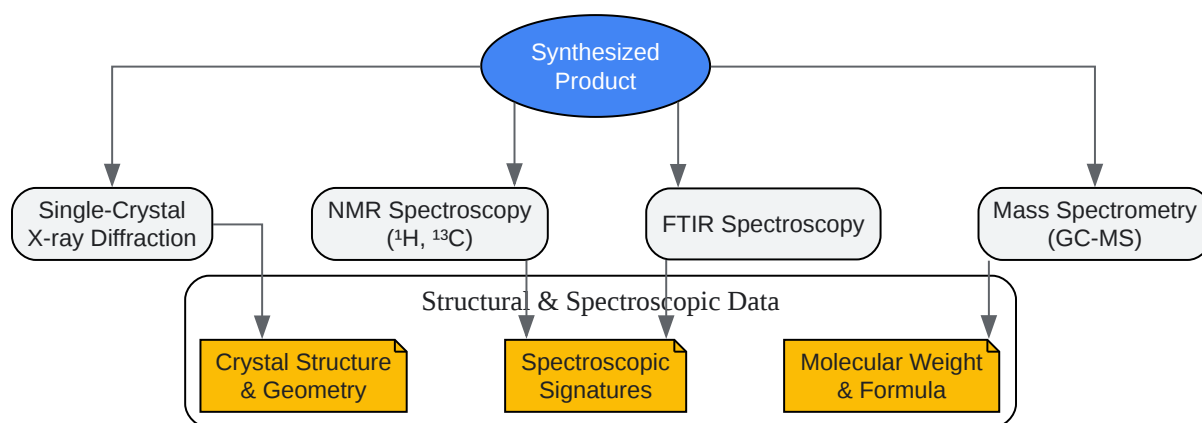 Synthesized
Product
Single-Crystal
X-ray Diffraction
NMR Spectroscopy
(¹H, ¹³C)
FTIR Spectroscopy
Mass Spectrometry
(GC-MS)
Structural & Spectroscopic Data
Crystal Structure
& Geometry
Spectroscopic
Signatures
Molecular Weight
& Formula